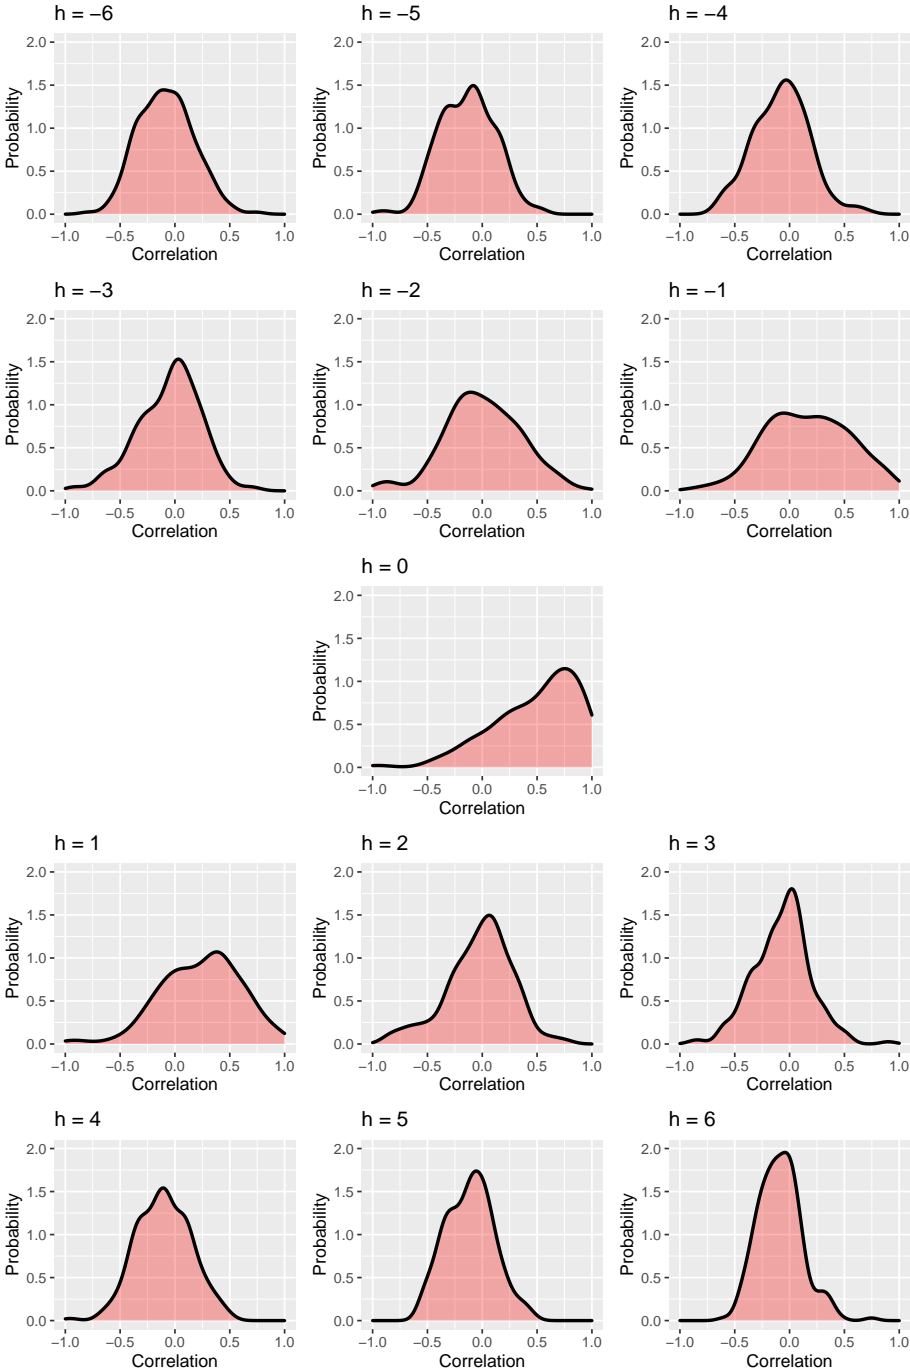 h = −6 h = −5 h = −4
2.0 2.0 2.0
1.5 1.5 1.5
1.0 1.0 1.0
0.5 0.5 0.5
0.0 0.0 0.0
Probability Probability Probability
−1.0 −0.5 0.0 0.5 1.0 −1.0 −0.5 0.0 0.5 1.0 −1.0 −0.5 0.0 0.5 1.0
Correlation Correlation Correlation
h = −3 h = −2 h = −1
2.0 2.0 2.0
1.5 1.5 1.5
1.0 1.0 1.0
0.5 0.5 0.5
0.0 0.0 0.0
Probability Probability Probability
−1.0 −0.5 0.0 0.5 1.0 −1.0 −0.5 0.0 0.5 1.0 −1.0 −0.5 0.0 0.5 1.0
Correlation Correlation Correlation
h = 0
2.0
1.5
1.0
0.5
0.0
Probability
−1.0 −0.5 0.0 0.5 1.0
Correlation
h = 1 h = 2 h = 3
2.0 2.0 2.0
1.5 1.5 1.5
1.0 1.0 1.0
0.5 0.5 0.5
0.0 0.0 0.0
Probability Probability Probability
−1.0 −0.5 0.0 0.5 1.0 −1.0 −0.5 0.0 0.5 1.0 −1.0 −0.5 0.0 0.5 1.0
Correlation Correlation Correlation
h = 4 h = 5 h = 6
2.0 2.0 2.0
1.5 1.5 1.5
1.0 1.0 1.0
0.5 0.5 0.5
0.0 0.0 0.0
Probability Probability Probability
−1.0 −0.5 0.0 0.5 1.0 −1.0 −0.5 0.0 0.5 1.0 −1.0 −0.5 0.0 0.5 1.0
Correlation Correlation Correlation